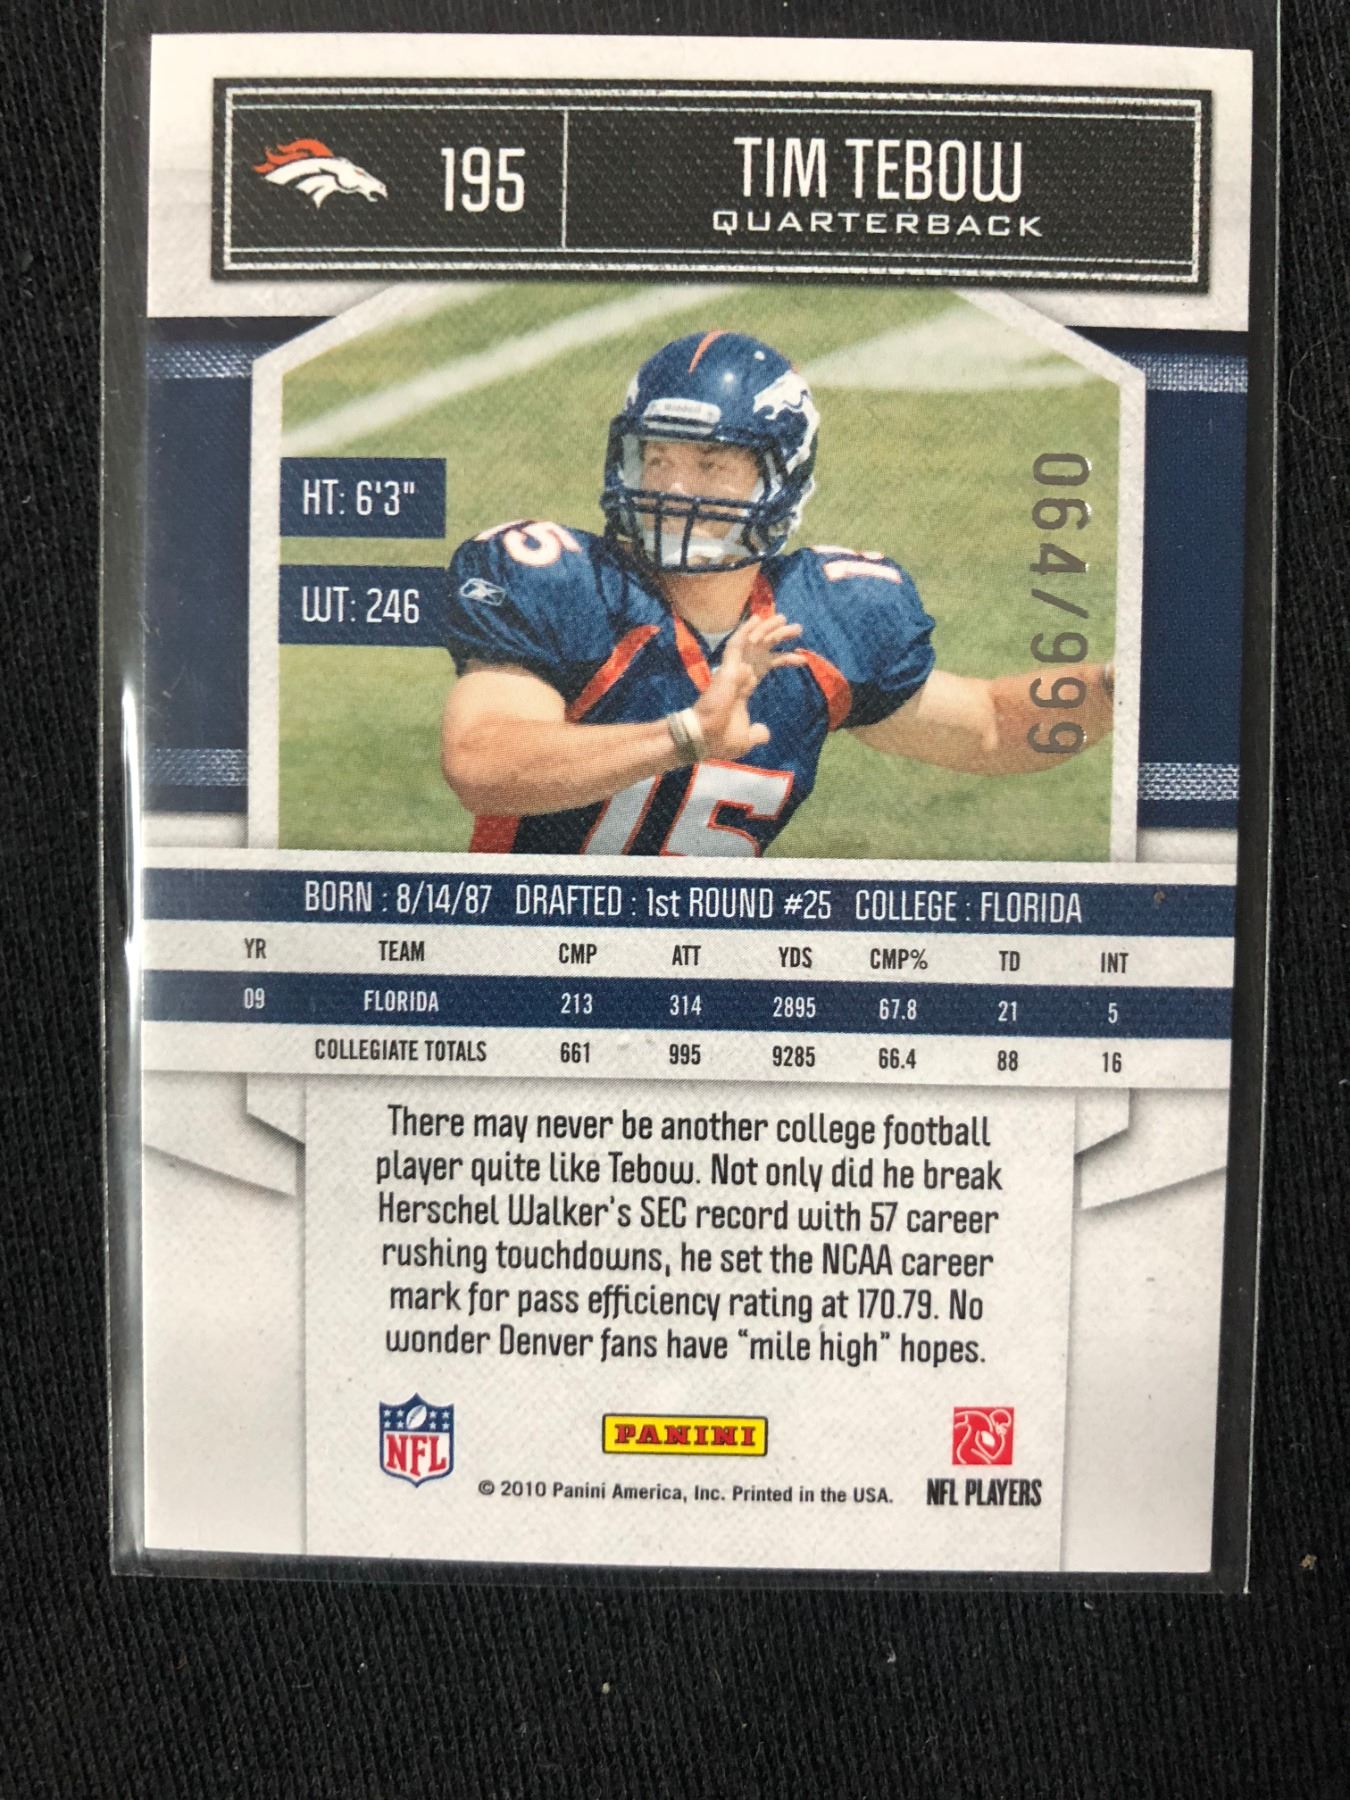 195 TIM TEBOW
QUARTERBACK
Riddell
HT: 6'3"
WT: 246
15
15
064/999
BORN : 8/14/87 DRAFTED : 1st ROUND #25 COLLEGE : FLORIDA
YR TEAM CMP ATT YDS CMP% TD INT
09 FLORIDA 213 314 2895 67.8 21 5
COLLEGIATE TOTALS 661 995 9285 66.4 88 16
There may never be another college football
player quite like Tebow. Not only did he break
Herschel Walker's SEC record with 57 career
rushing touchdowns, he set the NCAA career
mark for pass efficiency rating at 170.79. No
wonder Denver fans have "mile high" hopes.
NFL
PANINI
© 2010 Panini America, Inc. Printed in the USA.
NFL PLAYERS